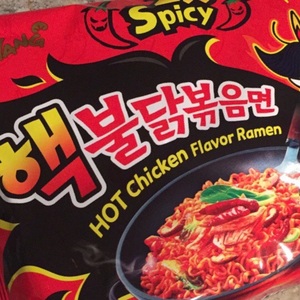 Spicy
핵불닭볶음면
HOT Chicken Flavor Ramen